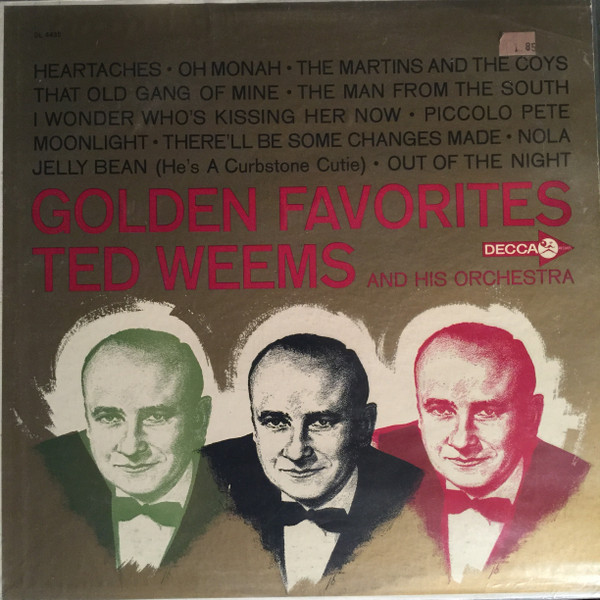 HEARTACHES • OH MONAH • THE MARTINS AND THE COYS
THAT OLD GANG OF MINE • THE MAN FROM THE SOUTH
I WONDER WHO'S KISSING HER NOW • PICCOLO PETE
MOONLIGHT • THERE'LL BE SOME CHANGES MADE • NOLA
JELLY BEAN (He's A Curbstone Cutie) • OUT OF THE NIGHT
GOLDEN FAVORITES
DECCA
TED WEEMS AND HIS ORCHESTRA